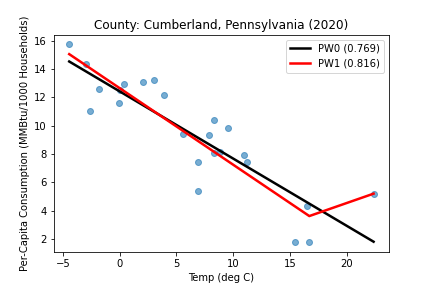 County: Cumberland, Pennsylvania (2020)
Per-Capita Consumption (MMBtu/1000 Households)
16
14
12
10
8
6
4
2
PW0 (0.769)
PW1 (0.816)
−5 0 5 10 15 20
Temp (deg C)